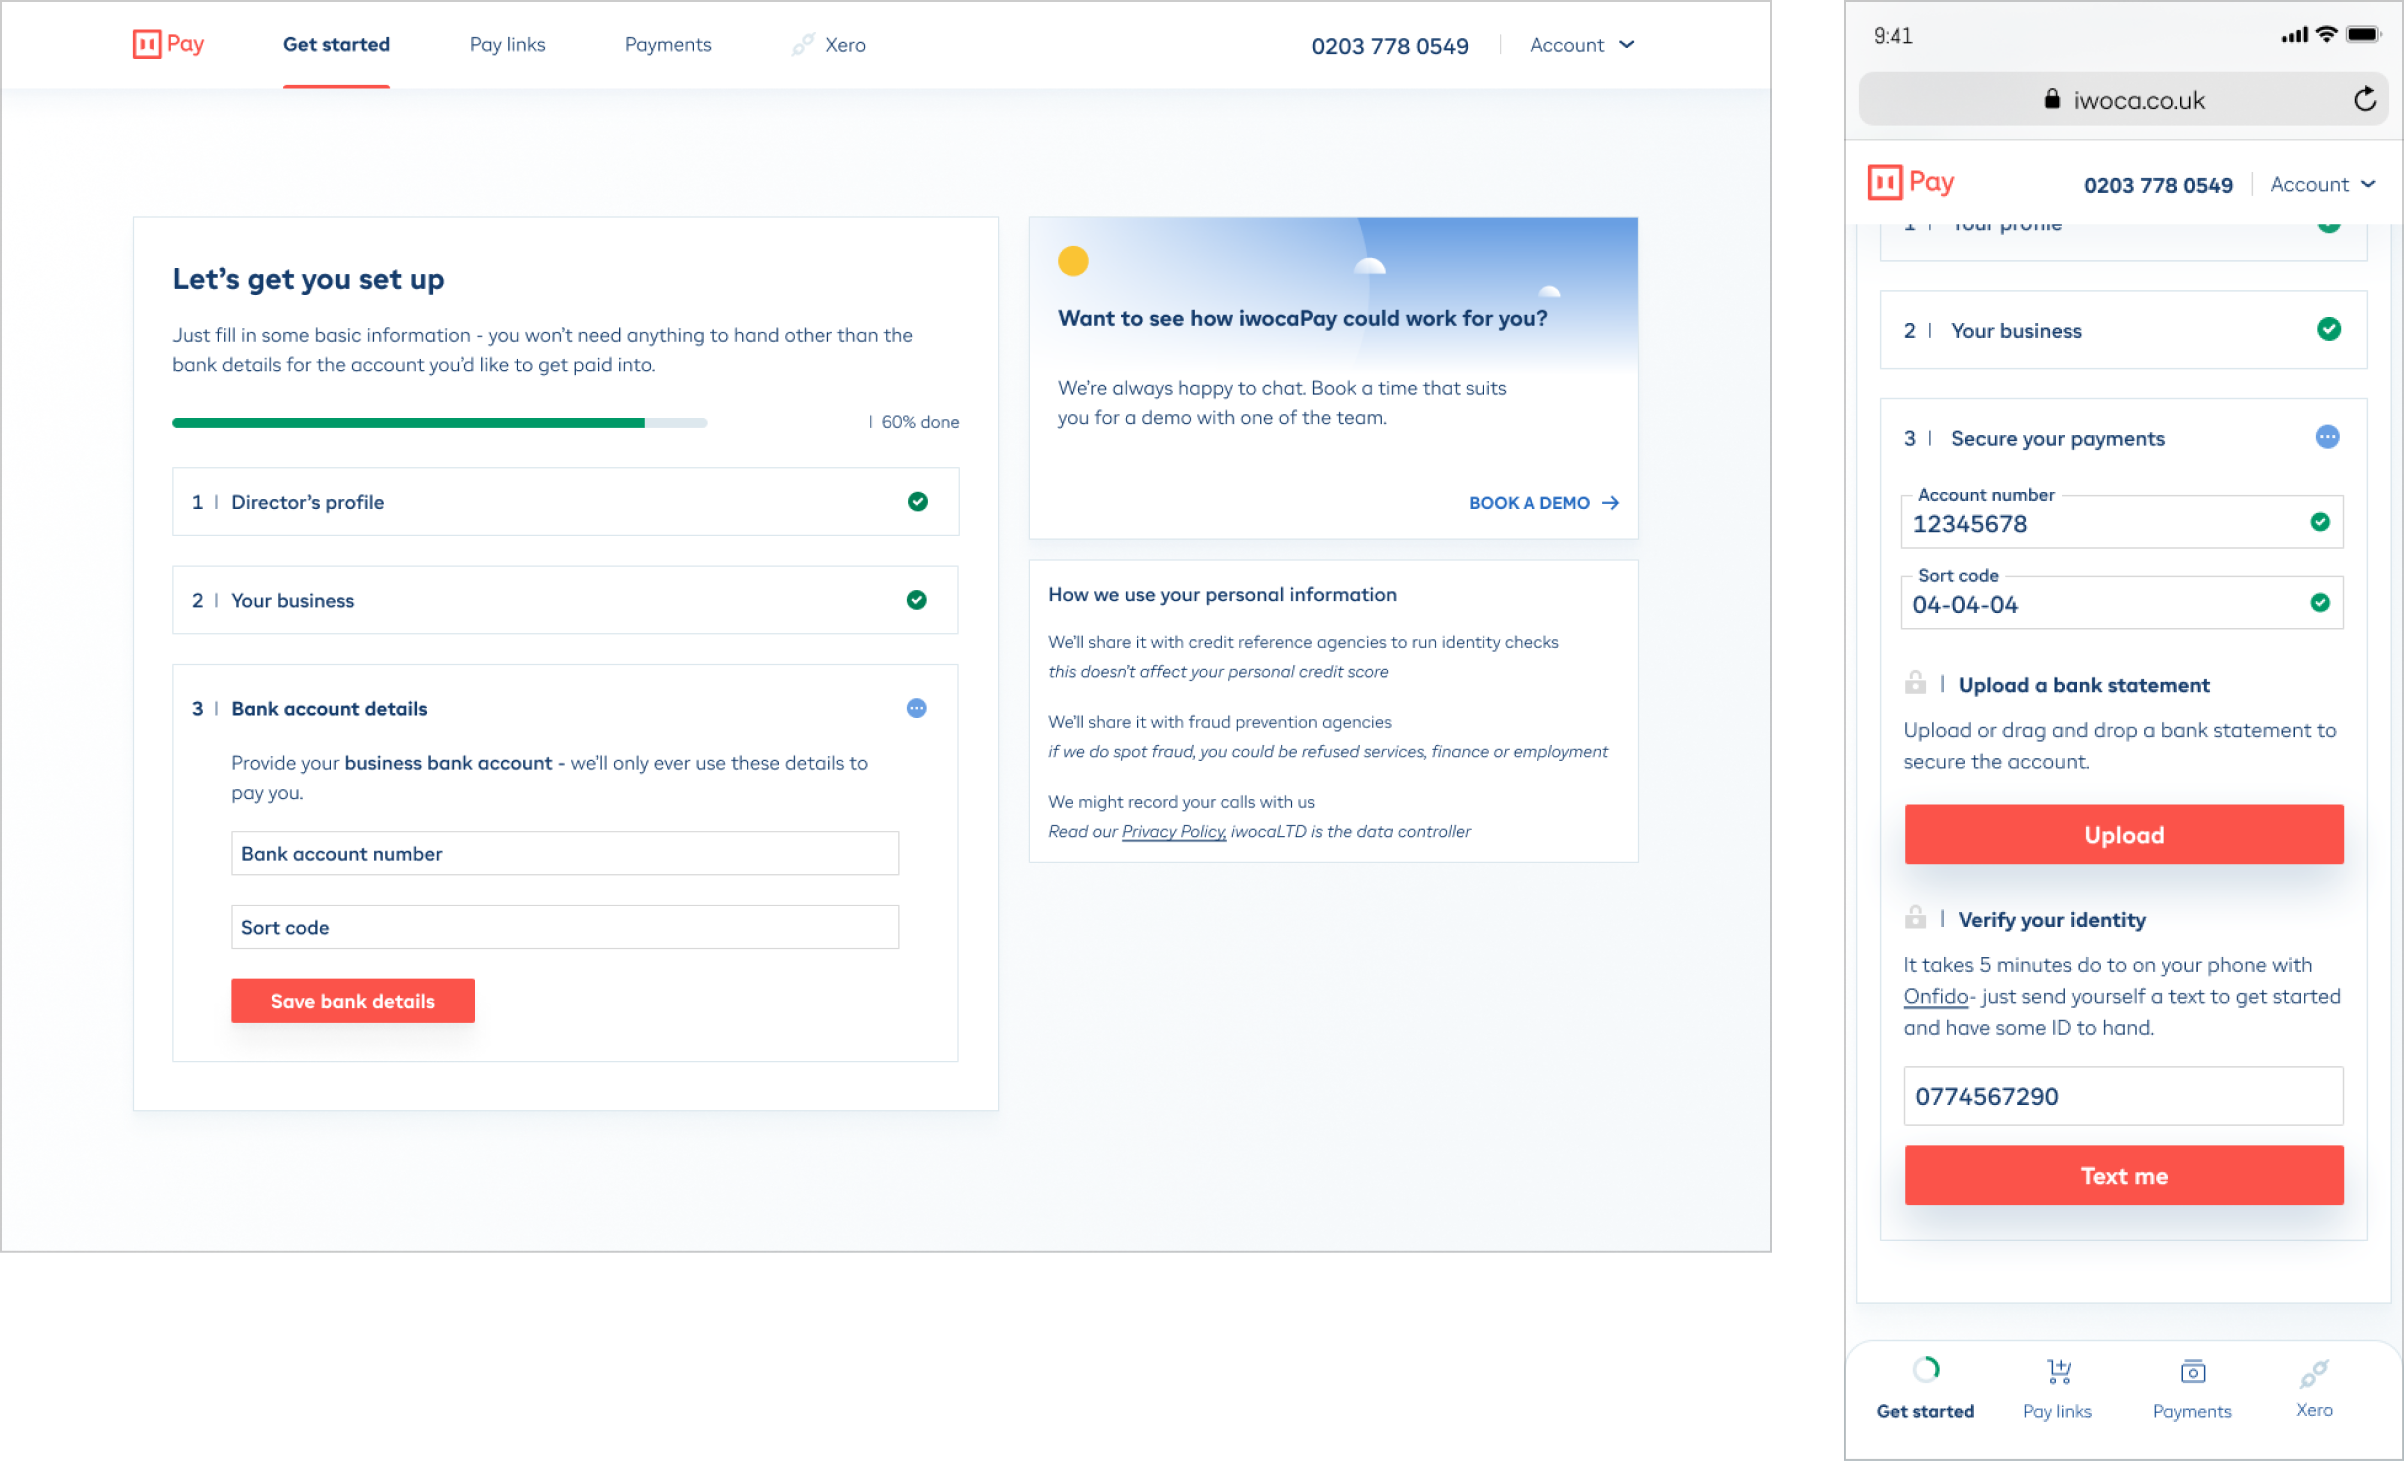 Pay
Get started
Pay links
Payments
Xero
0203 778 0549
Account
Let's get you set up
Just fill in some basic information - you won't need anything to hand other than the
bank details for the account you'd like to get paid into.
60% done
1 | Director's profile
2 | Your business
3 | Bank account details
Provide your business bank account - we'll only ever use these details to
pay you.
Bank account number
Sort code
Save bank details
Want to see how iwocaPay could work for you?
We're always happy to chat. Book a time that suits
you for a demo with one of the team.
BOOK A DEMO
How we use your personal information
We'll share it with credit reference agencies to run identity checks
this doesn't affect your personal credit score
We'll share it with fraud prevention agencies
if we do spot fraud, you could be refused services, finance or employment
We might record your calls with us
Read our Privacy Policy, iwocaLTD is the data controller
9:41
iwoca.co.uk
Pay
0203 778 0549
Account
1 | Your profile
2 | Your business
3 | Secure your payments
Account number
12345678
Sort code
04-04-04
| Upload a bank statement
Upload or drag and drop a bank statement to
secure the account.
Upload
| Verify your identity
It takes 5 minutes do to on your phone with
Onfido- just send yourself a text to get started
and have some ID to hand.
0774567290
Text me
Get started
Pay links
Payments
Xero